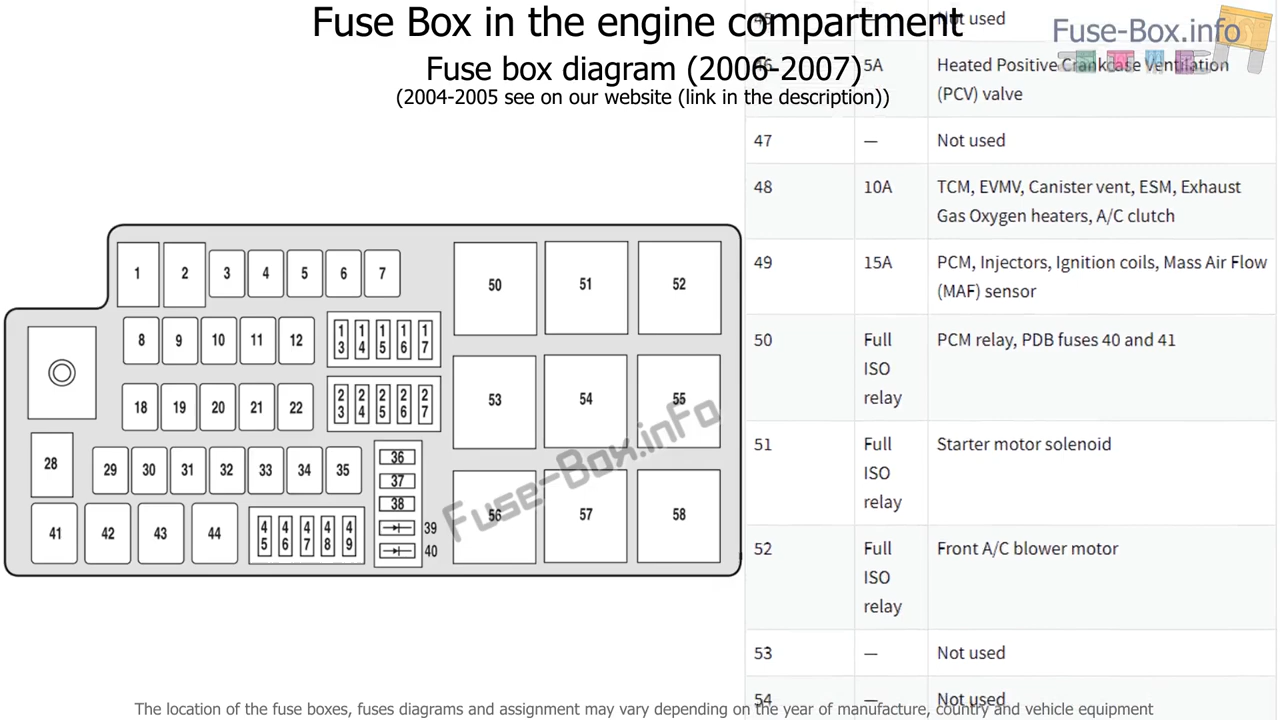 Fuse Box in the engine compartment
Fuse box diagram (2006-2007)
(2004-2005 see on our website (link in the description))
Fuse-Box.info
1 2 3 4 5 6 7
8 9 10 11 12 13 14 15 16 17
18 19 20 21 22 23 24 25 26 27
28 29 30 31 32 33 34 35
36
37
38
39
40
41 42 43 44 45 46 47 48 49
50 51 52
53 54 55
56 57 58
Fuse-Box.info
45 — Not used
46 5A Heated Positive Crankcase Ventilation
(PCV) valve
47 — Not used
48 10A TCM, EVMV, Canister vent, ESM, Exhaust
Gas Oxygen heaters, A/C clutch
49 15A PCM, Injectors, Ignition coils, Mass Air Flow
(MAF) sensor
50 Full PCM relay, PDB fuses 40 and 41
ISO
relay
51 Full Starter motor solenoid
ISO
relay
52 Full Front A/C blower motor
ISO
relay
53 — Not used
54 — Not used
The location of the fuse boxes, fuses diagrams and assignment may vary depending on the year of manufacture, country and vehicle equipment